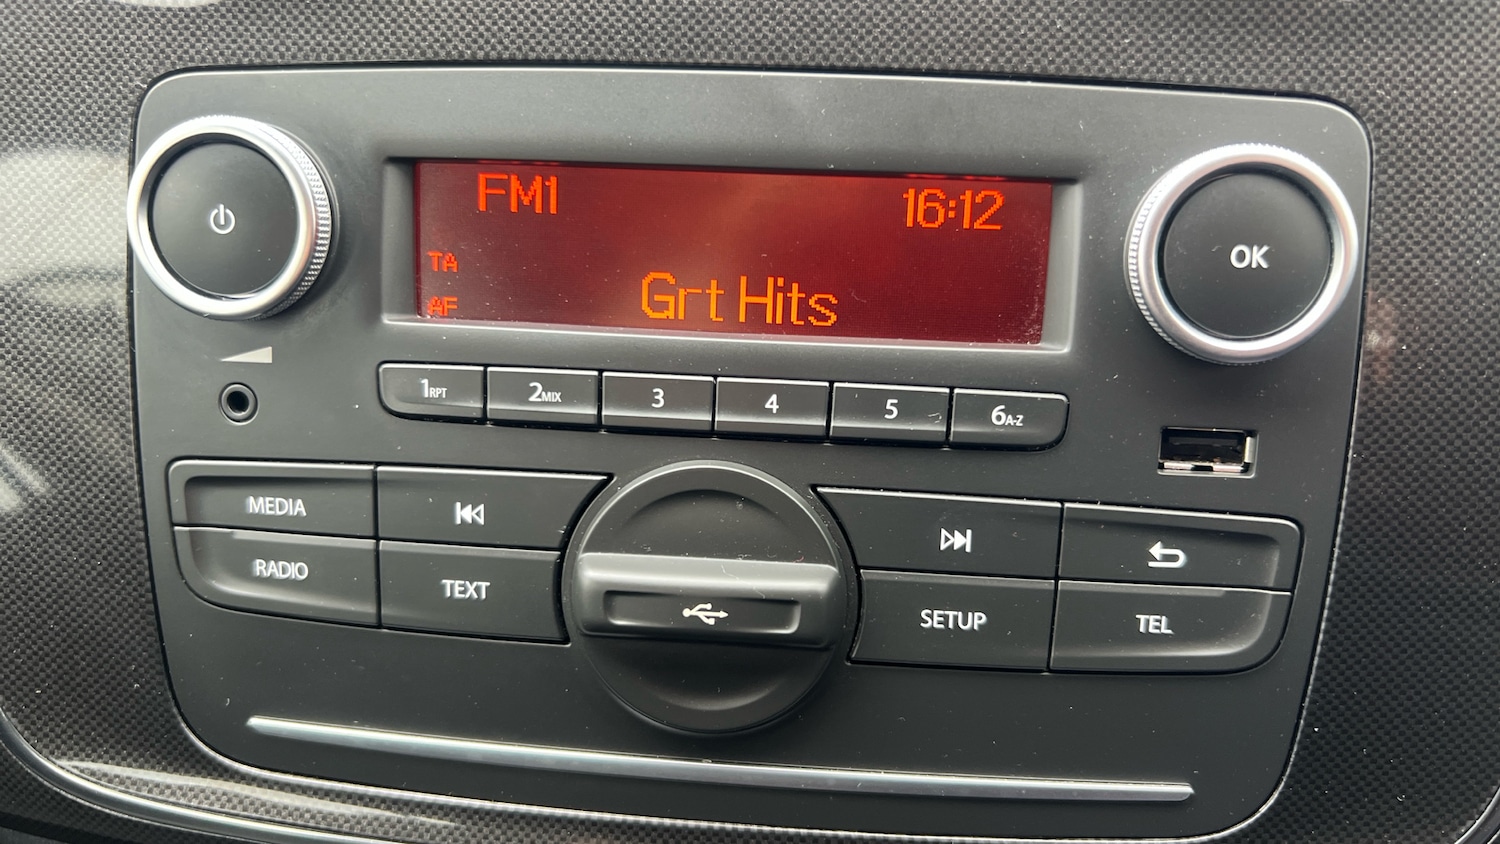 FM1 16:12
TA
Grt Hits
AF
OK
1RPT 2MIX 3 4 5 6A-Z
MEDIA
RADIO TEXT
SETUP TEL